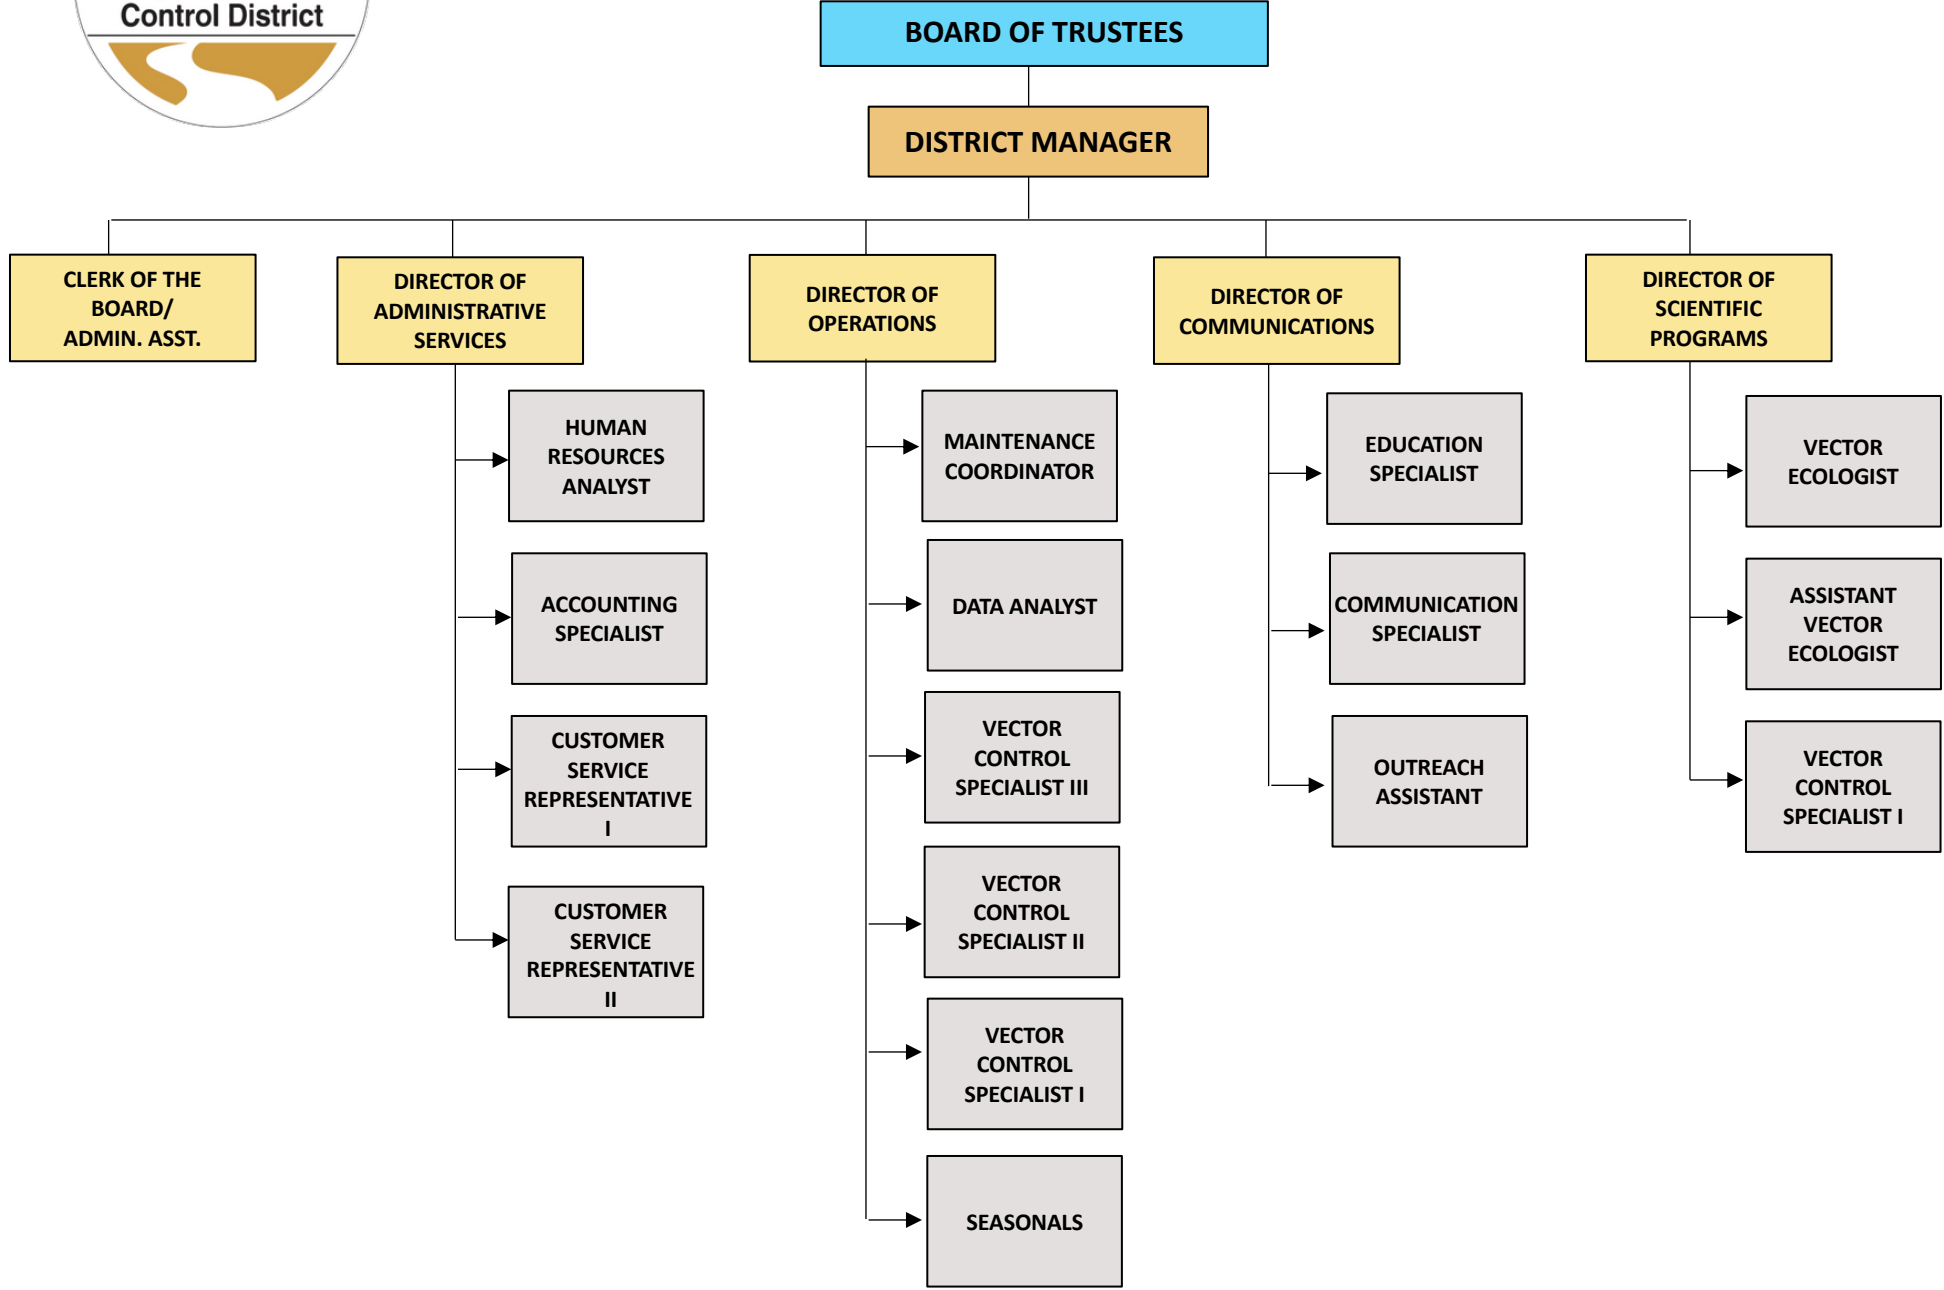 Control District
BOARD OF TRUSTEES
DISTRICT MANAGER
CLERK OF THE
BOARD/
ADMIN. ASST.
DIRECTOR OF
ADMINISTRATIVE
SERVICES
DIRECTOR OF
OPERATIONS
DIRECTOR OF
COMMUNICATIONS
DIRECTOR OF
SCIENTIFIC
PROGRAMS
HUMAN
RESOURCES
ANALYST
ACCOUNTING
SPECIALIST
CUSTOMER
SERVICE
REPRESENTATIVE
I
CUSTOMER
SERVICE
REPRESENTATIVE
II
MAINTENANCE
COORDINATOR
DATA ANALYST
VECTOR
CONTROL
SPECIALIST III
VECTOR
CONTROL
SPECIALIST II
VECTOR
CONTROL
SPECIALIST I
SEASONALS
EDUCATION
SPECIALIST
COMMUNICATION
SPECIALIST
OUTREACH
ASSISTANT
VECTOR
ECOLOGIST
ASSISTANT
VECTOR
ECOLOGIST
VECTOR
CONTROL
SPECIALIST I